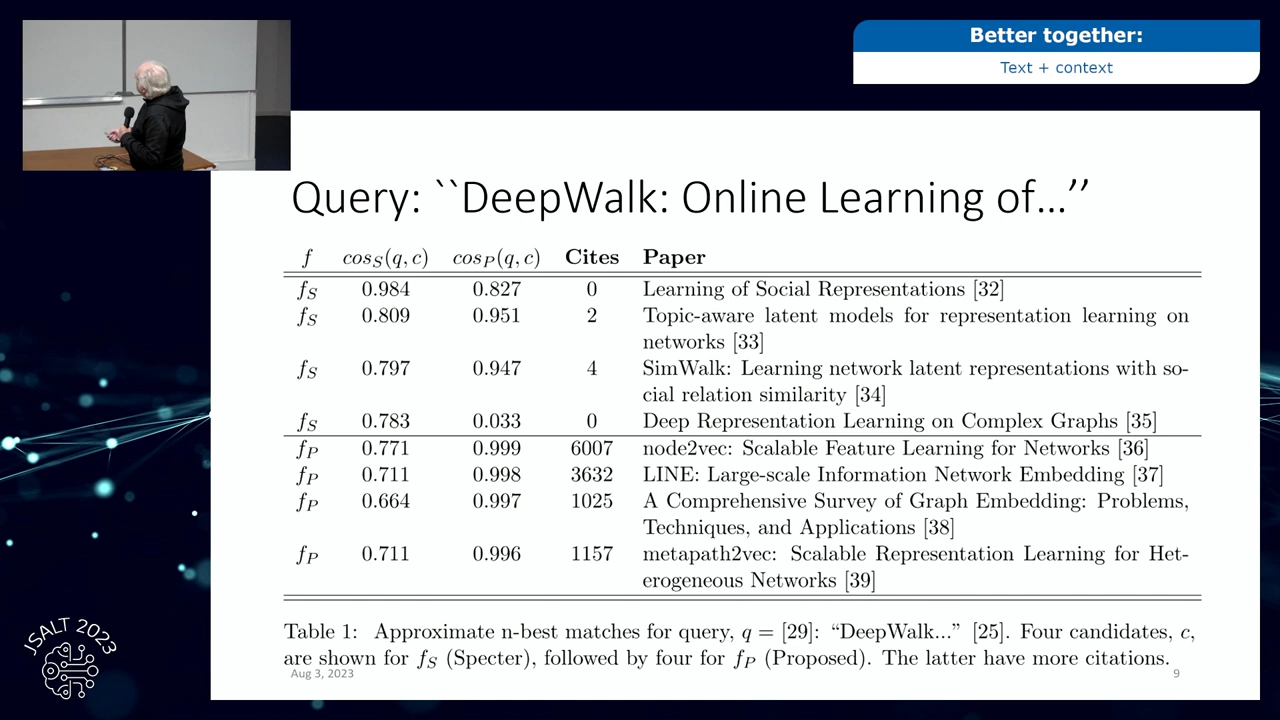 Better together:
Text + context
Query: ``DeepWalk: Online Learning of…’’
f cos_S(q, c) cos_P(q, c) Cites Paper
f_S 0.984 0.827 0 Learning of Social Representations [32]
f_S 0.809 0.951 2 Topic-aware latent models for representation learning on
networks [33]
f_S 0.797 0.947 4 SimWalk: Learning network latent representations with so-
cial relation similarity [34]
f_S 0.783 0.033 0 Deep Representation Learning on Complex Graphs [35]
f_P 0.771 0.999 6007 node2vec: Scalable Feature Learning for Networks [36]
f_P 0.711 0.998 3632 LINE: Large-scale Information Network Embedding [37]
f_P 0.664 0.997 1025 A Comprehensive Survey of Graph Embedding: Problems,
Techniques, and Applications [38]
f_P 0.711 0.996 1157 metapath2vec: Scalable Representation Learning for Het-
erogeneous Networks [39]
Table 1: Approximate n-best matches for query, q = [29]: “DeepWalk...” [25]. Four candidates, c,
are shown for f_S (Specter), followed by four for f_P (Proposed). The latter have more citations.
Aug 3, 2023 9
JSALT 2023